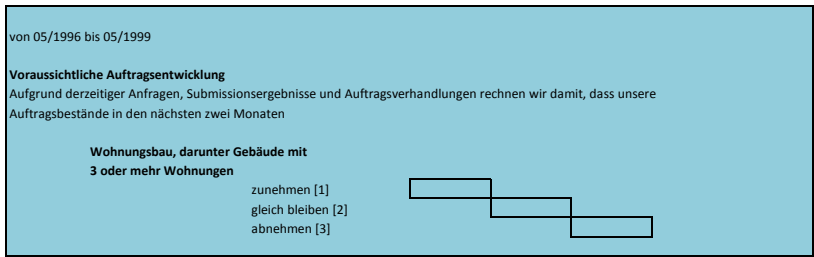 von 05/1996 bis 05/1999
Voraussichtliche Auftragsentwicklung
Aufgrund derzeitiger Anfragen, Submissionsergebnisse und Auftragsverhandlungen rechnen wir damit, dass unsere
Auftragsbestände in den nächsten zwei Monaten
Wohnungsbau, darunter Gebäude mit
3 oder mehr Wohnungen
zunehmen [1]
gleich bleiben [2]
abnehmen [3]